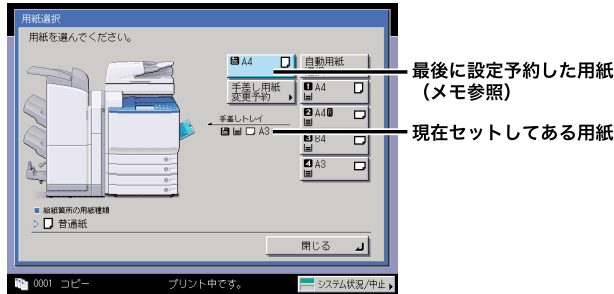 用紙選択
用紙を選んでください。
A4
自動用紙
手差し用紙
変更予約
1 A4
手差しトレイ
A3
2 A4R
3 B4
4 A3
給紙箇所の用紙種類
普通紙
閉じる
0001 コピー
プリント中です。
システム状況/中止
最後に設定予約した用紙
（メモ参照）
現在セットしてある用紙